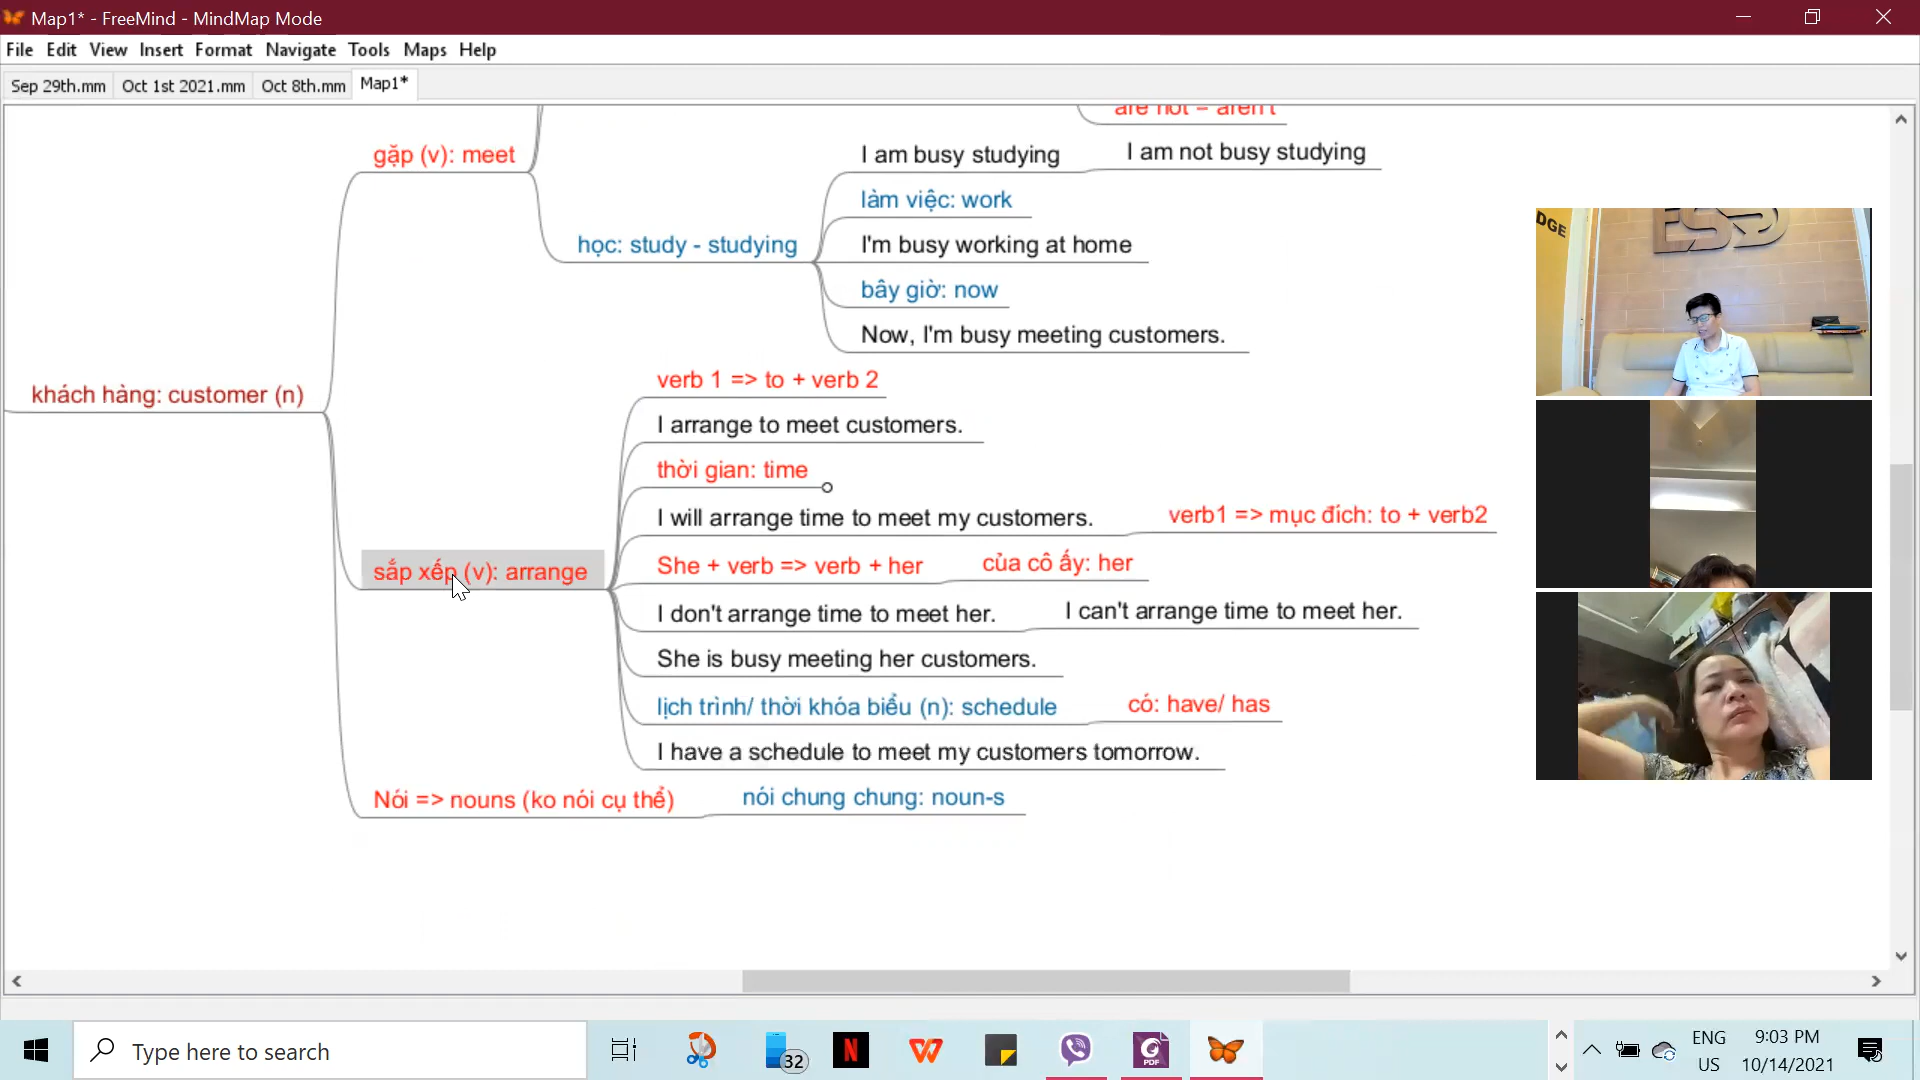 Map1* - FreeMind - MindMap Mode
File Edit View Insert Format Navigate Tools Maps Help
Sep 29th.mm Oct 1st 2021.mm Oct 8th.mm Map1*
are not = aren't
gặp (v): meet
I am busy studying
I am not busy studying
làm việc: work
học: study - studying
I'm busy working at home
bây giờ: now
Now, I'm busy meeting customers.
khách hàng: customer (n)
verb 1 => to + verb 2
I arrange to meet customers.
thời gian: time
I will arrange time to meet my customers.
verb1 => mục đích: to + verb2
sắp xếp (v): arrange
She + verb => verb + her
của cô ấy: her
I don't arrange time to meet her.
I can't arrange time to meet her.
She is busy meeting her customers.
lịch trình/ thời khóa biểu (n): schedule
có: have/ has
I have a schedule to meet my customers tomorrow.
Nói => nouns (ko nói cụ thể)
nói chung chung: noun-s
DGE
ESD
Type here to search
32
N
W
PDF
ENG
US
9:03 PM
10/14/2021